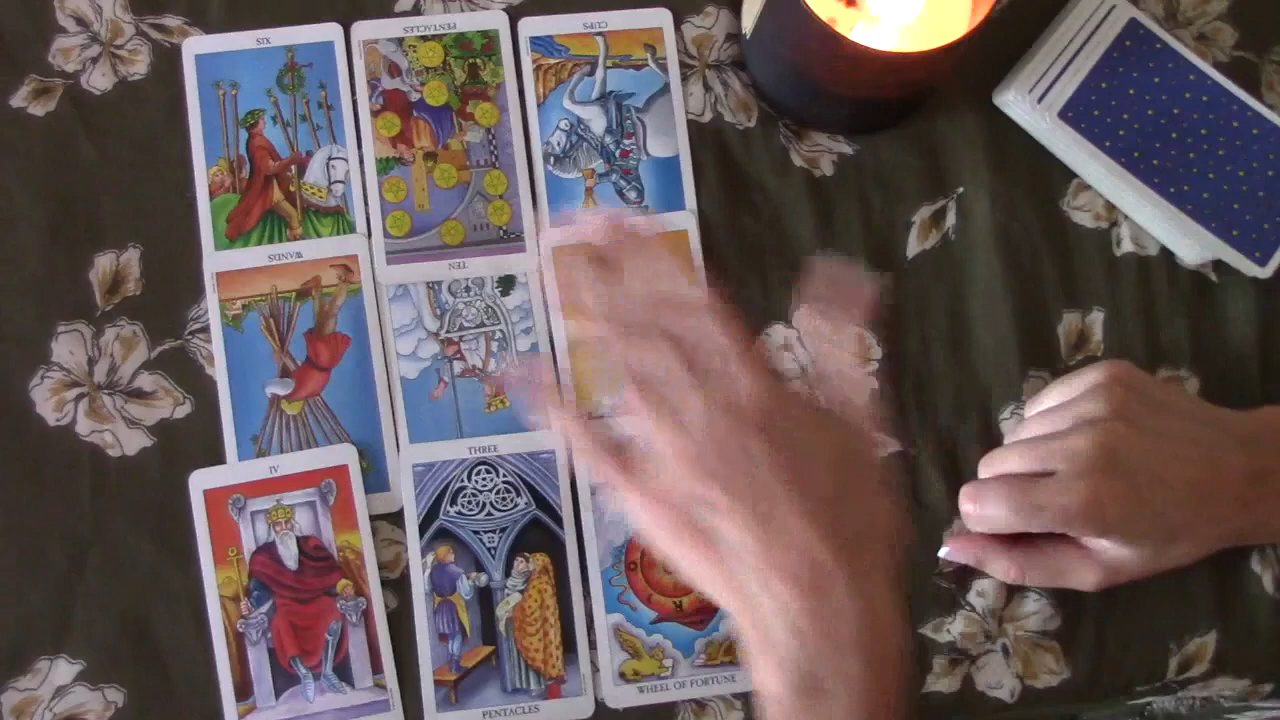 SIX
PENTACLES
CUPS
WANDS
TEN
IV
THREE
PENTACLES
WHEEL OF FORTUNE